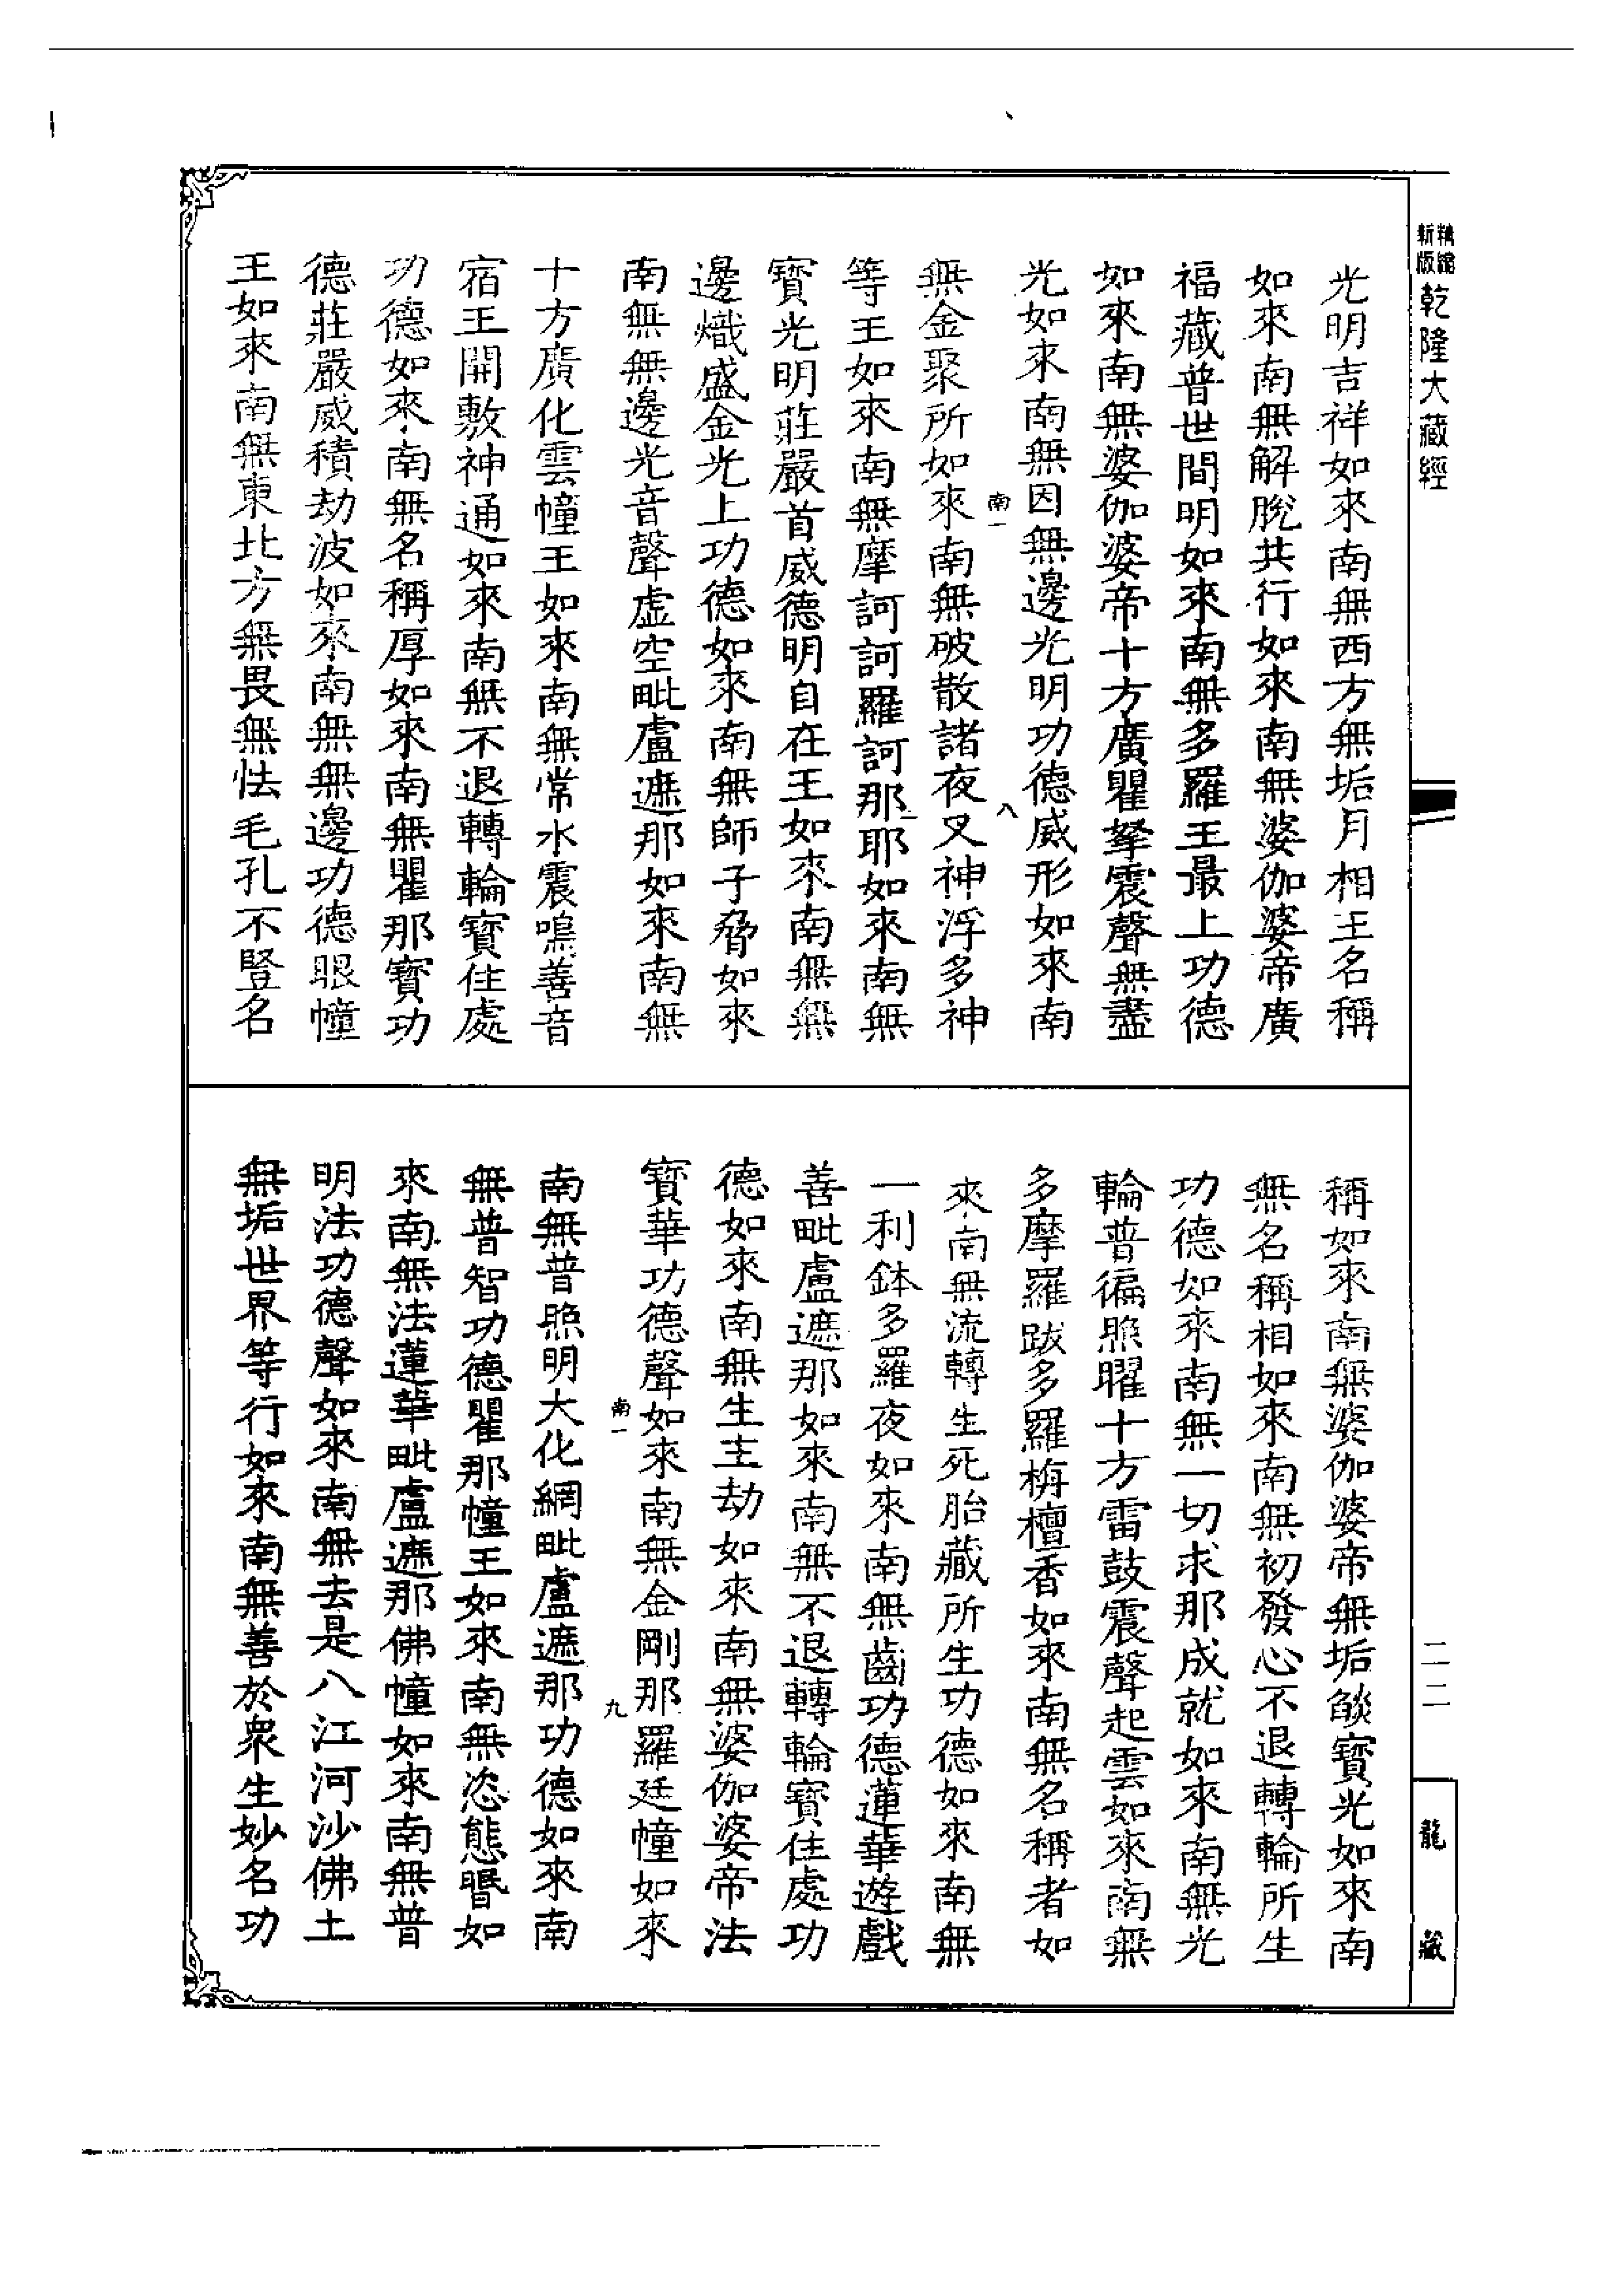 精縮新版乾隆大藏經
光明吉祥如來南無西方無垢月相王名稱
如來南無解脫共行如來南無婆伽婆帝廣
福藏普世間明如來南無多羅王最上功德
如來南無婆伽婆帝十方廣瞿拏震聲無盡
光如來南無因無邊光明功德威形如來南
南一
八
無金聚所如來南無破散諸夜叉神浮多神
等王如來南無摩訶訶羅訶那耶如來南無
寶光明莊嚴首威德明自在王如來南無無
邊熾盛金光上功德如來南無師子脅如來
南無無邊光音聲虛空毗盧遮那如來南無
十方廣化雲幢王如來南無常水震鳴善音
宿王開敷神通如來南無不退轉輪寶住處
功德如來南無名稱厚如來南無瞿那寶功
德莊嚴威積劫波如來南無無邊功德眼幢
王如來南無東北方無畏無怯毛孔不豎名
稱如來南無婆伽婆帝無垢燄寶光如來南
無名稱相如來南無初發心不退轉輪所生
功德如來南無一切求那成就如來南無光
輪普徧照曜十方雷鼓震聲起雲如來南無
多摩羅跋多羅栴檀香如來南無名稱者如
來南無流轉生死胎藏所生功德如來南無
一利鉢多羅夜如來南無齒功德蓮華遊戲
善毗盧遮那如來南無不退轉輪寶住處功
德如來南無生主劫如來南無婆伽婆帝法
寶華功德聲如來南無金剛那羅延幢如來
南一
九
南無普照明大化網毗盧遮那功德如來南
無普智功德瞿那幢王如來南無恣態暋如
來南無法蓮華毗盧遮那佛幢如來南無普
明法功德聲如來南無去是八江河沙佛土
無垢世界等行如來南無善於衆生妙名功
二二
龍藏